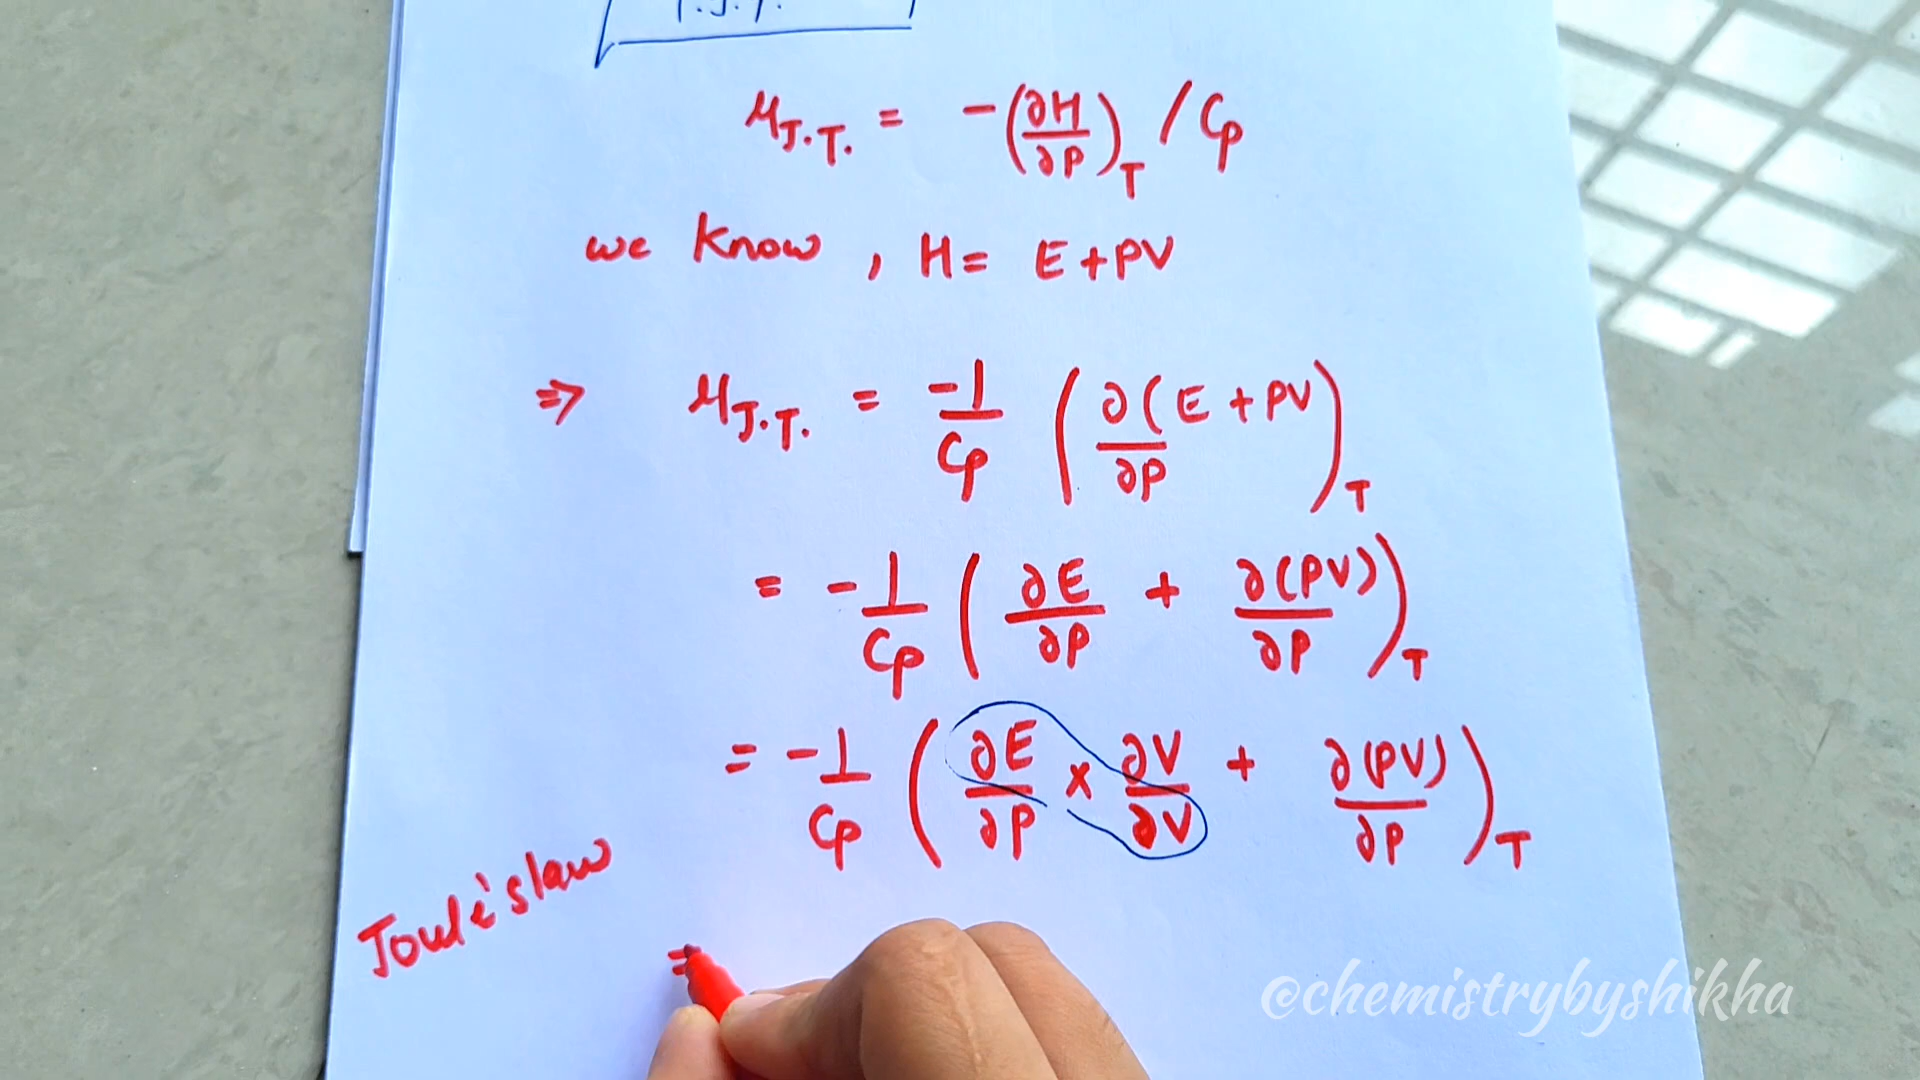 μJ.T. = -(∂H/∂P)T / Cp
we know , H = E + PV
⇒ μJ.T. = -1/Cp (∂(E + PV)/∂P)T
= -1/Cp (∂E/∂P + ∂(PV)/∂P)T
= -1/Cp (∂E/∂P × ∂V/∂V + ∂(PV)/∂P)T
Joule's law
=
@chemistrybyshikha